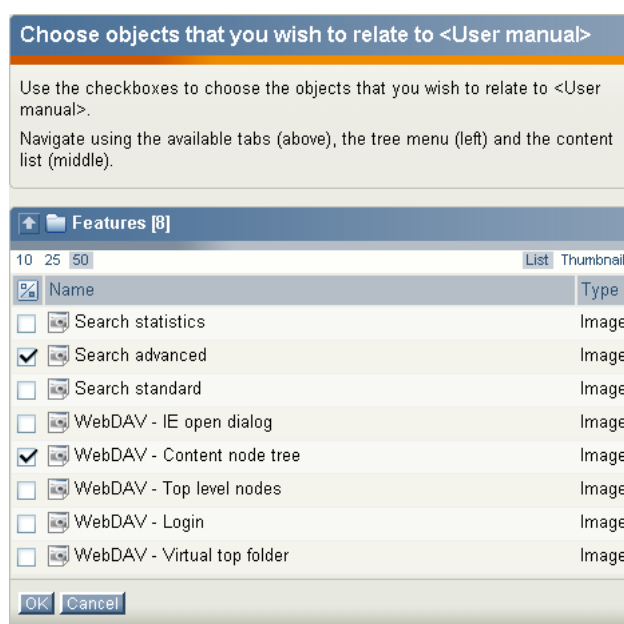 Choose objects that you wish to relate to <User manual>
Use the checkboxes to choose the objects that you wish to relate to <User
manual>.
Navigate using the available tabs (above), the tree menu (left) and the content
list (middle).
Features [8]
10 25 50 List Thumbnail
Name Type
Search statistics Image
Search advanced Image
Search standard Image
WebDAV - IE open dialog Image
WebDAV - Content node tree Image
WebDAV - Top level nodes Image
WebDAV - Login Image
WebDAV - Virtual top folder Image
OK Cancel